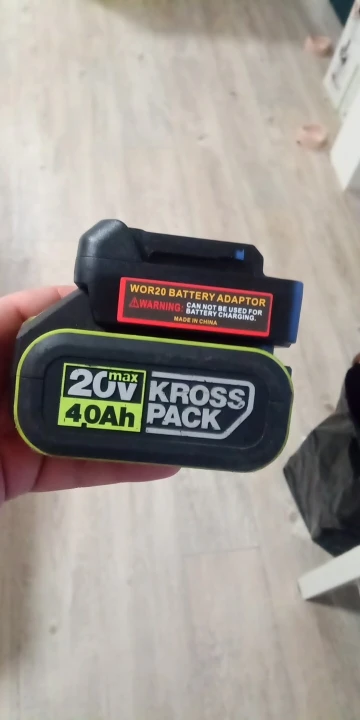 WOR20 BATTERY ADAPTOR
⚠WARNING: CAN NOT BE USED FOR
BATTERY CHARGING.
MADE IN CHINA
20V max
4.0Ah
KROSS
PACK